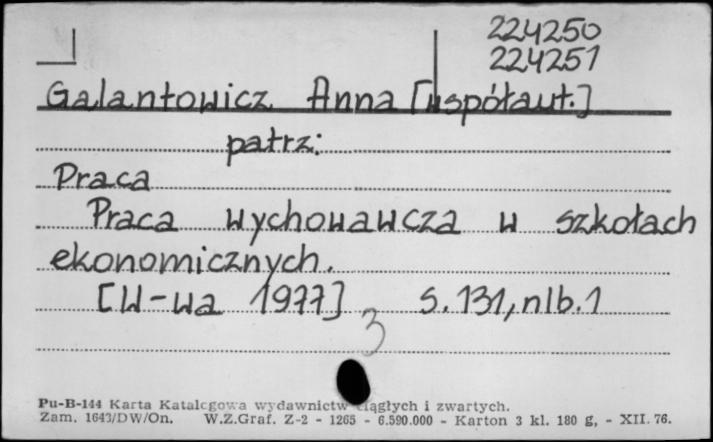 224250
224251
Galantowicz Anna [współaut.]
patrz:
Praca
Praca wychowawcza w szkołach
ekonomicznych.
[W-wa 1977] S. 131, nlb. 1
3
Pu-B-144 Karta Katalogowa wydawnictw ciągłych i zwartych.
Zam. 1643/DW/On. W.Z.Graf. Z-2 - 1265 - 6.590.000 - Karton 3 kl. 180 g, - XII. 76.